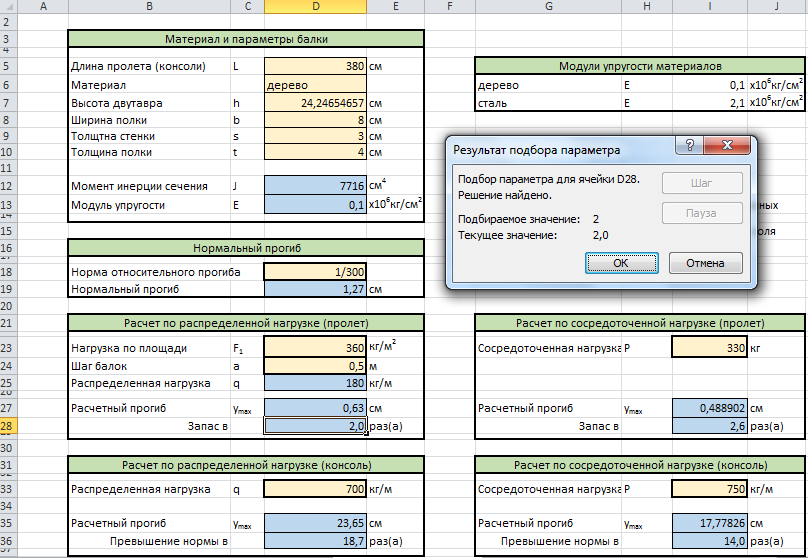 A B C D E F G H I J
2
3 Материал и параметры балки
4
5 Длина пролета (консоли) L 380 см Модули упругости материалов
6 Материал дерево дерево E 0,1 x10⁶кг/см²
7 Высота двутавра h 24,24654657 см сталь E 2,1 x10⁶кг/см²
8 Ширина полки b 8 см
9 Толщтна стенки s 3 см
10 Толщина полки t 4 см
11
12 Момент инерции сечения J 7716 см⁴
13 Модуль упругости E 0,1 x10⁶кг/см² ных
14
15 оля
16 Нормальный прогиб
17
18 Норма относительного прогиба 1/300
19 Нормальный прогиб 1,27 см
20
21 Расчет по распределенной нагрузке (пролет) Расчет по сосредоточенной нагрузке (пролет)
23 Нагрузка по площади F₁ 360 кг/м² Сосредоточенная нагрузка P 330 кг
24 Шаг балок a 0,5 м
25 Распределенная нагрузка q 180 кг/м
26
27 Расчетный прогиб ymax 0,63 см Расчетный прогиб ymax 0,488902 см
28 Запас в 2,0 раз(а) Запас в 2,6 раз(а)
30
31 Расчет по распределенной нагрузке (консоль) Расчет по сосредоточенной нагрузке (консоль)
33 Распределенная нагрузка q 700 кг/м Сосредоточенная нагрузка P 750 кг/м
34
35 Расчетный прогиб ymax 23,65 см Расчетный прогиб ymax 17,77826 см
36 Превышение нормы в 18,7 раз(а) Превышение нормы в 14,0 раз(а)
37
Результат подбора параметра ?
Подбор параметра для ячейки D28.
Решение найдено.
Подбираемое значение: 2
Текущее значение: 2,0
Шаг
Пауза
ОК Отмена